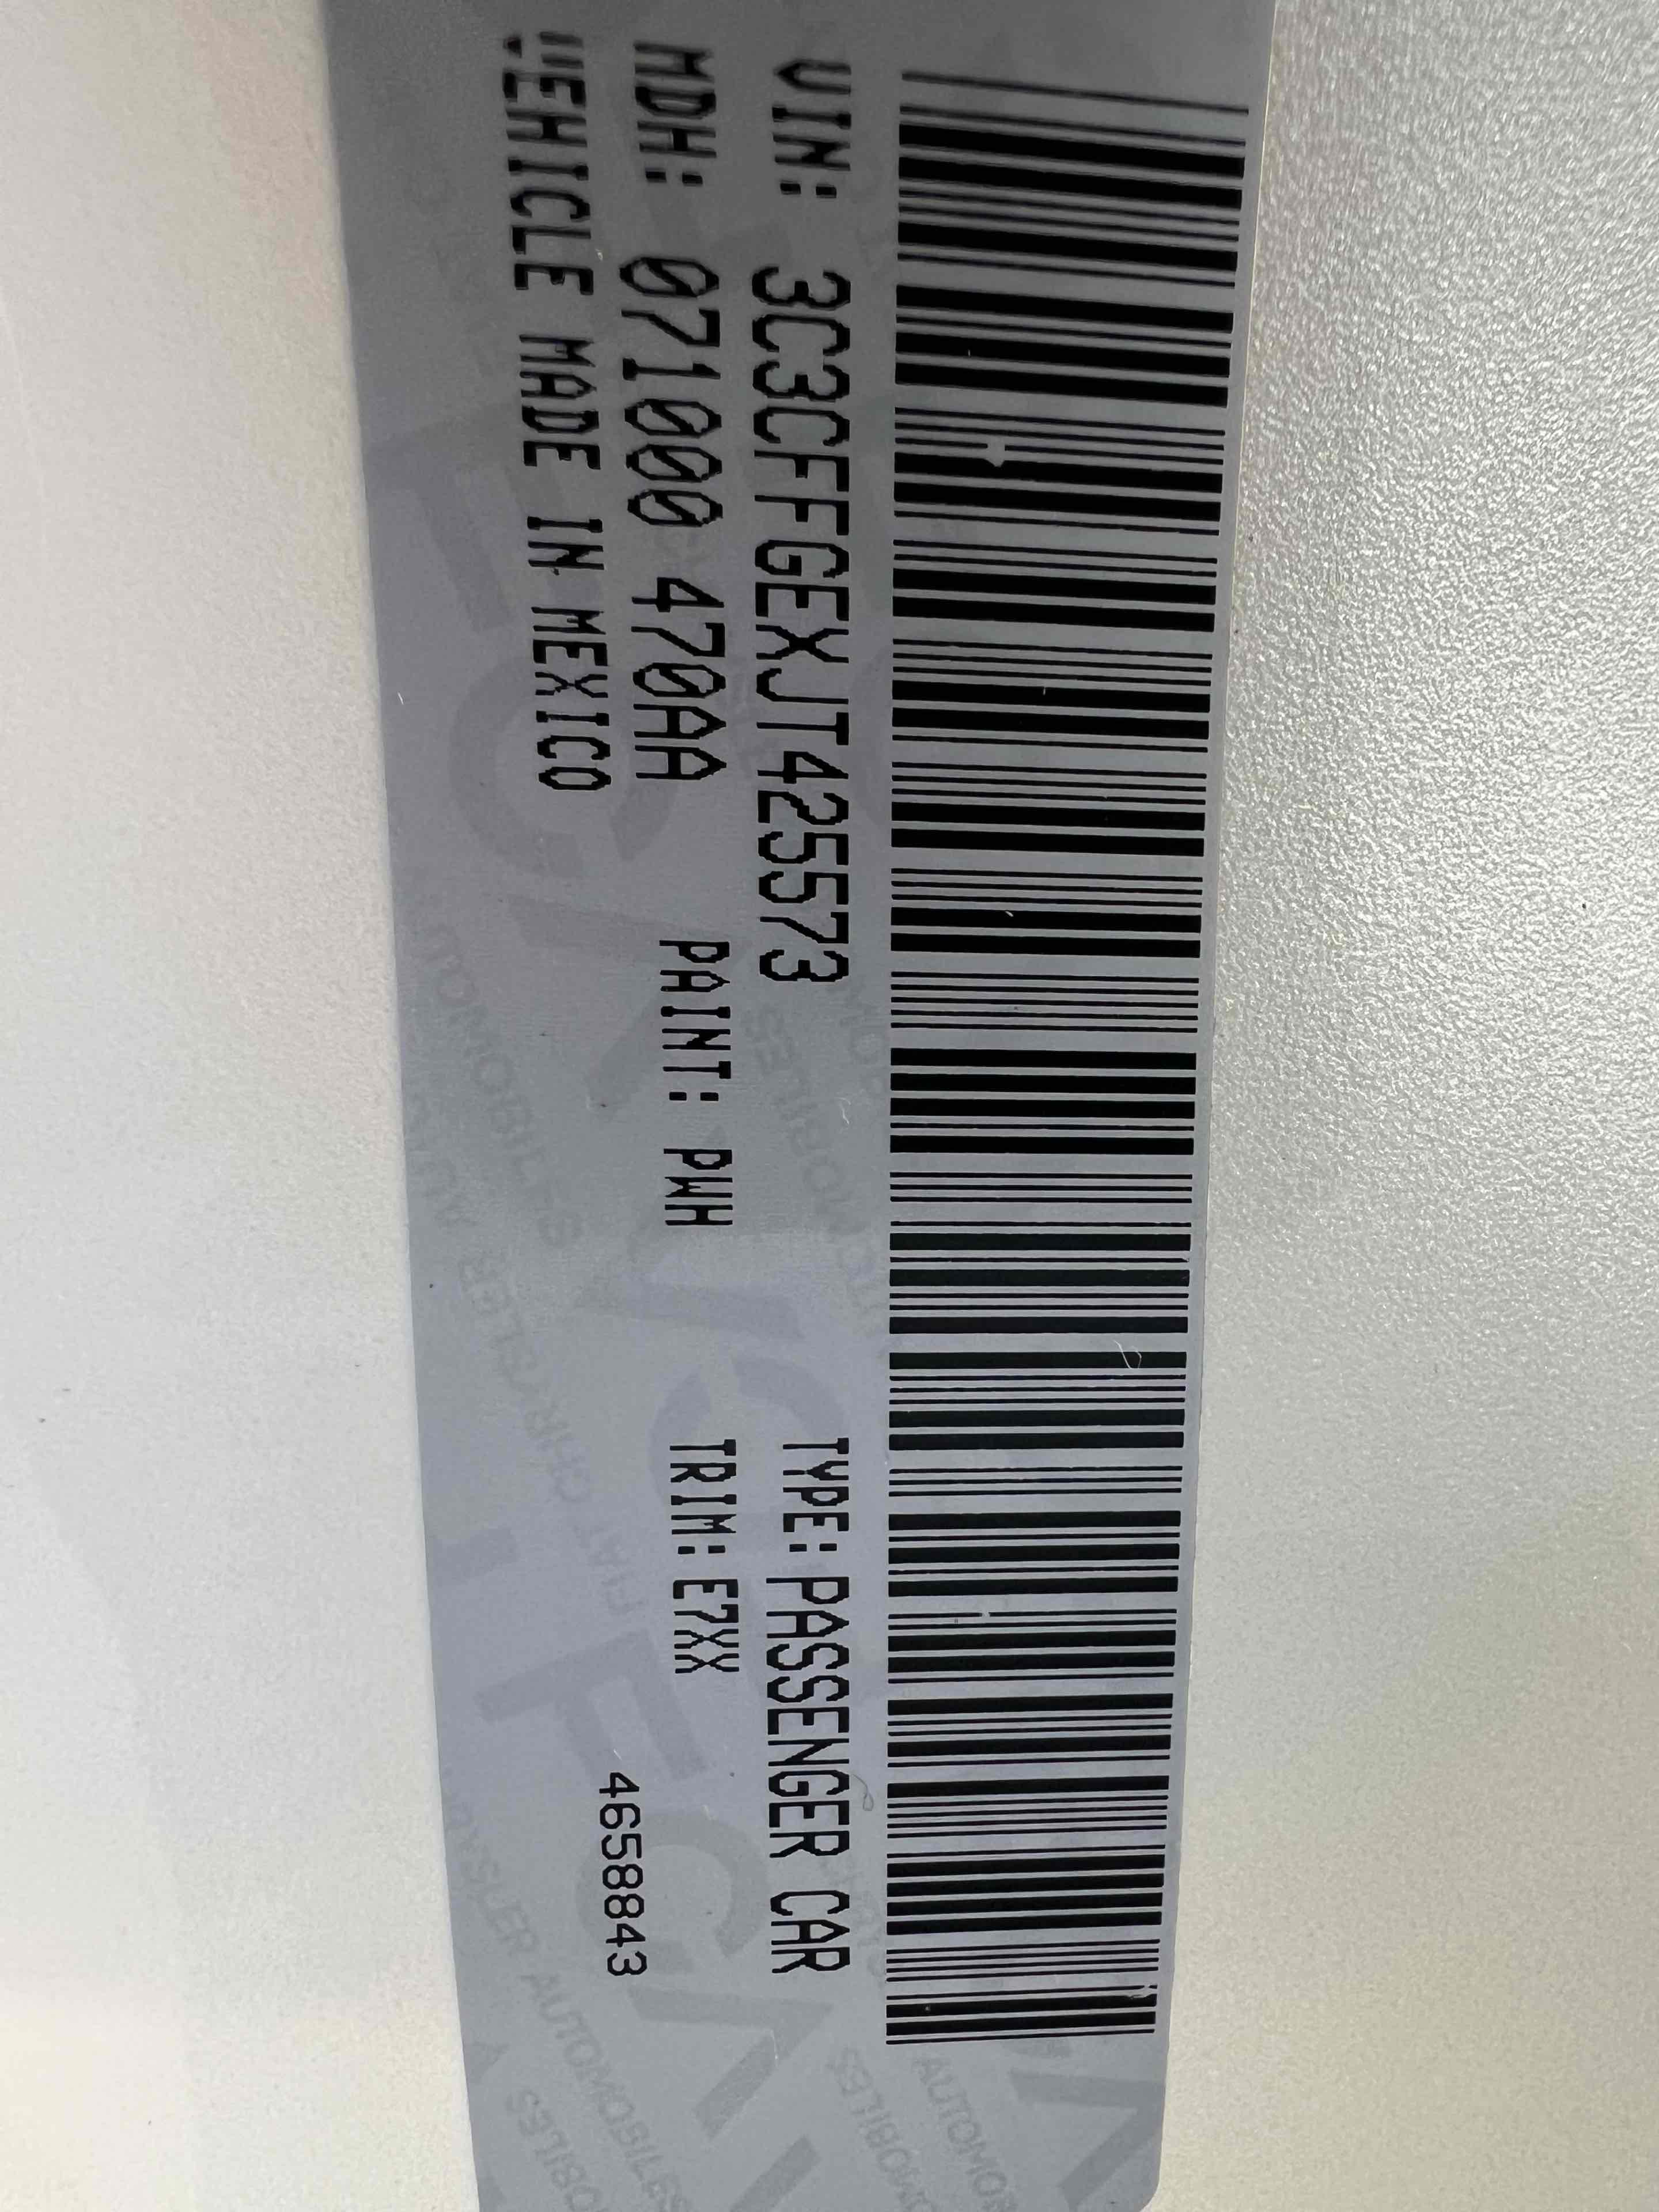 VIN: 3C3CFFGEXJT425573 TYPE: PASSENGER CAR
MDH: 071000 470AA PAINT: PWH TRIM: E7XX
VEHICLE MADE IN MEXICO 4658843